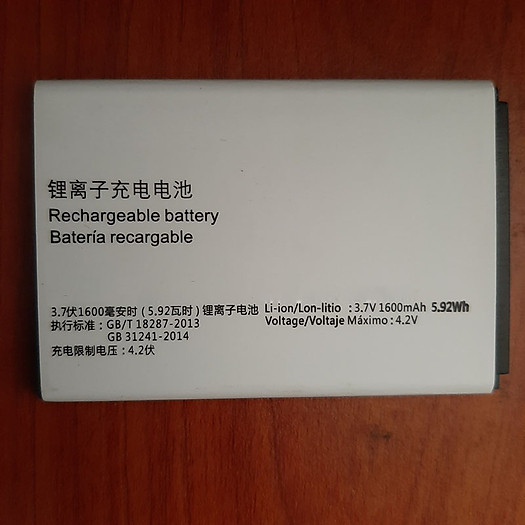 锂离子充电电池
Rechargeable battery
Batería recargable
3.7伏1600毫安时(5.92瓦时)锂离子电池
执行标准:GB/T 18287-2013
GB 31241-2014
充电限制电压:4.2伏
Li-ion/Lon-litio :3.7V 1600mAh 5.92Wh
Voltage/Voltaje Máximo:4.2V